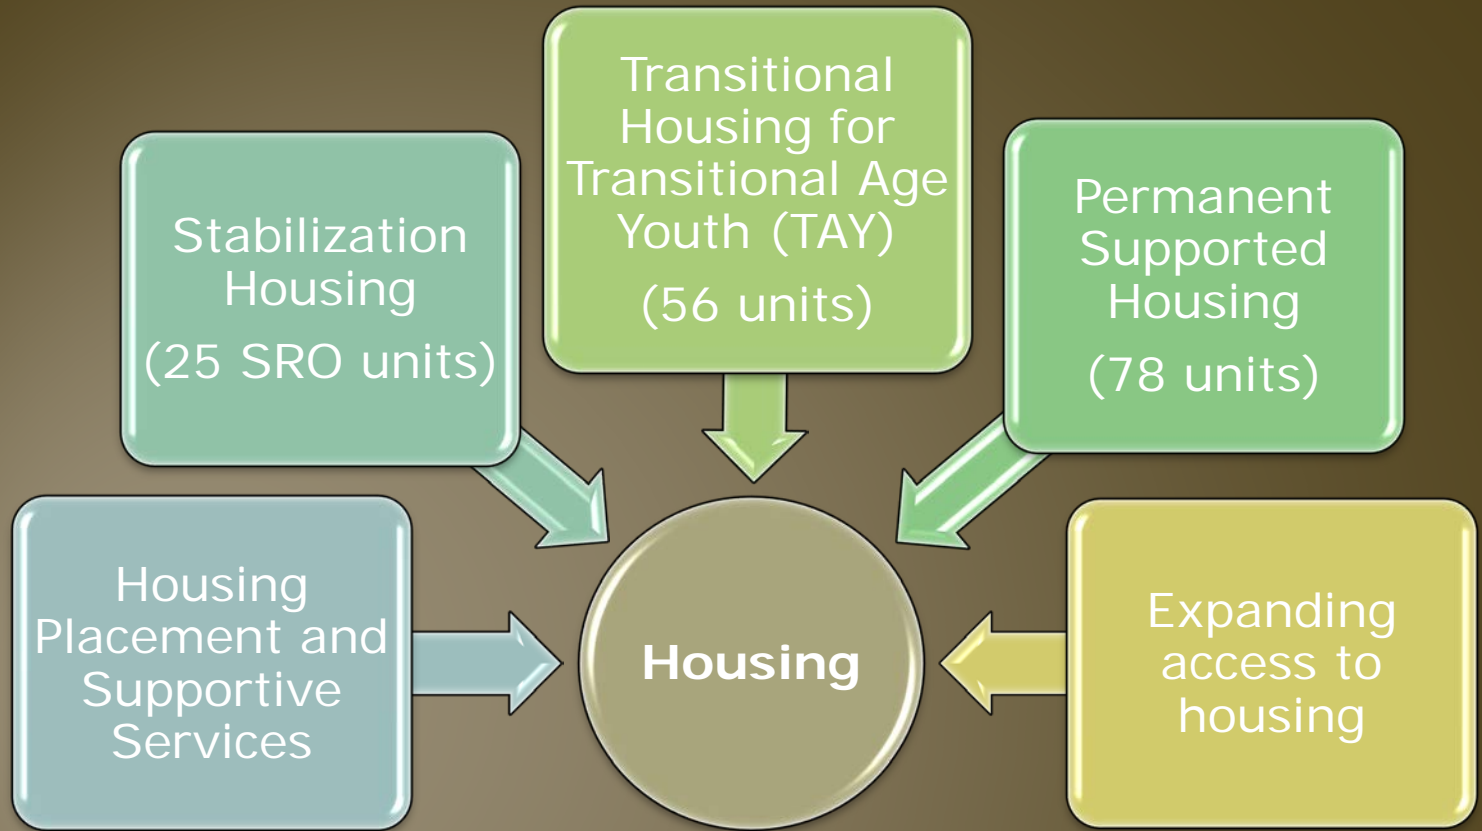 Housing
Placement and
Supportive
Services
Stabilization
Housing
(25 SRO units)
Transitional
Housing for
Transitional Age
Youth (TAY)
(56 units)
Permanent
Supported
Housing
(78 units)
Expanding
access to
housing
Housing